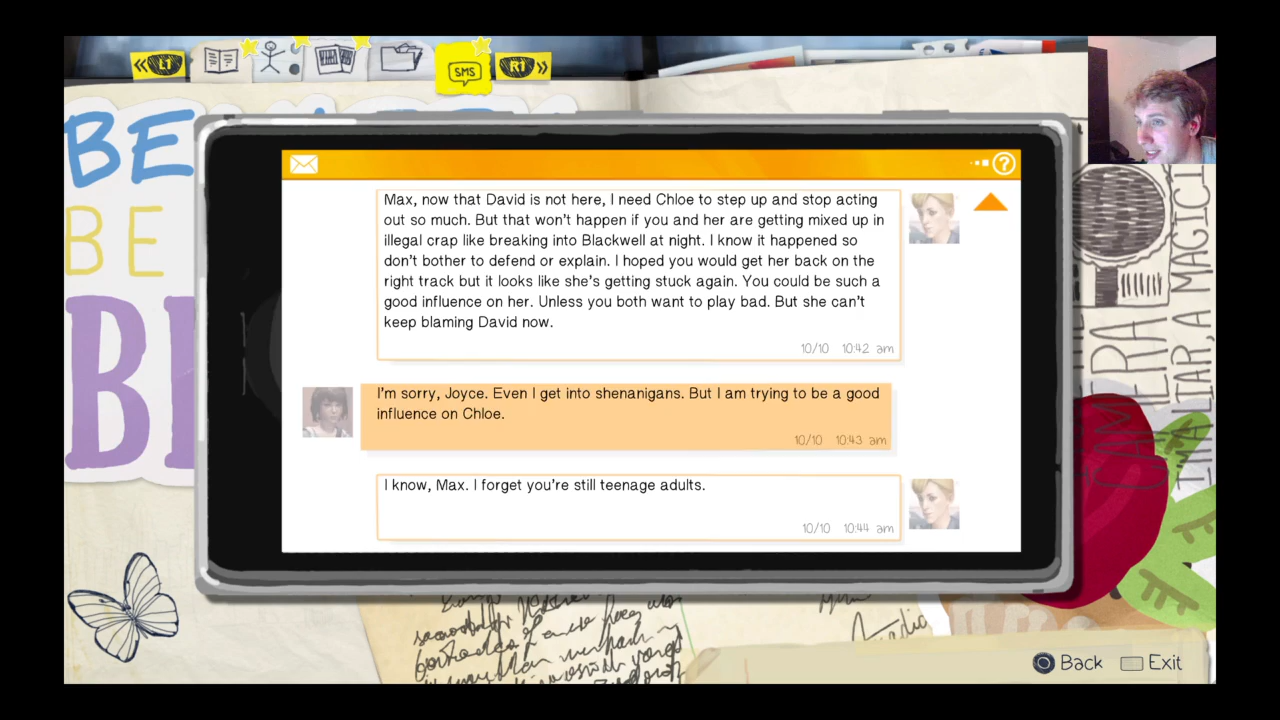 L1
SMS
R1
BE
BE
Max, now that David is not here, I need Chloe to step up and stop acting
out so much. But that won't happen if you and her are getting mixed up in
illegal crap like breaking into Blackwell at night. I know it happened so
don't bother to defend or explain. I hoped you would get her back on the
right track but it looks like she's getting stuck again. You could be such a
good influence on her. Unless you both want to play bad. But she can't
keep blaming David now.
10/10 10:42 am
I'm sorry, Joyce. Even I get into shenanigans. But I am trying to be a good
influence on Chloe.
10/10 10:43 am
I know, Max. I forget you're still teenage adults.
10/10 10:44 am
CAMERA
LIAR, A MAGICI
Back
Exit